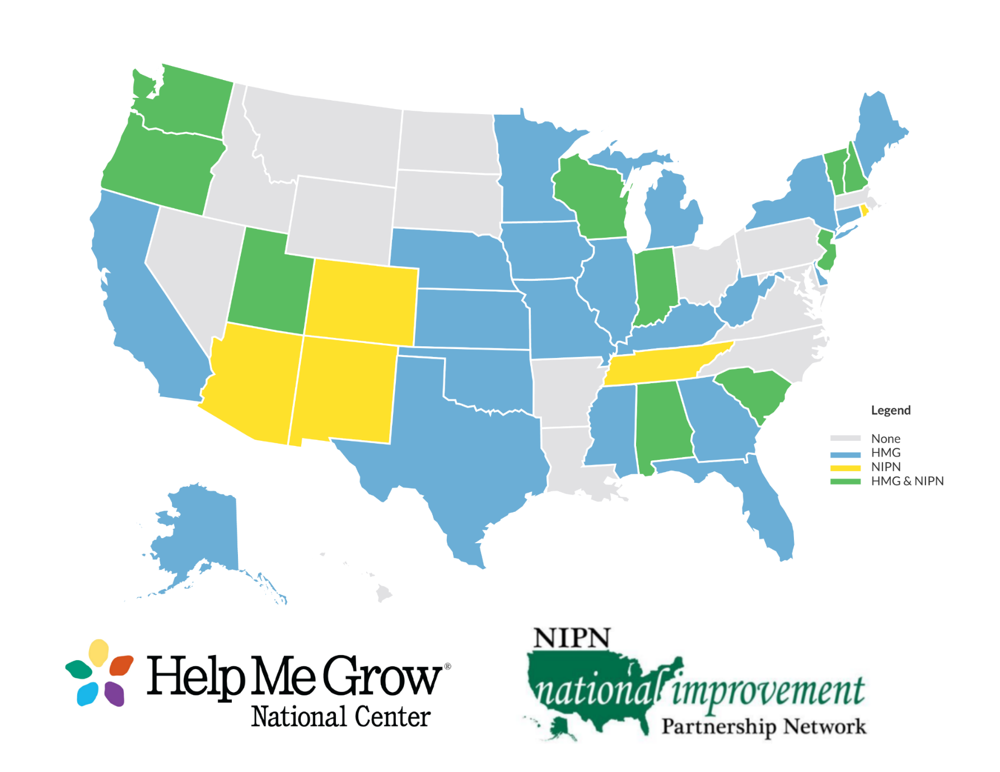 Legend
None
HMG
NIPN
HMG & NIPN
Help Me Grow®
National Center
NIPN
national improvement
Partnership Network